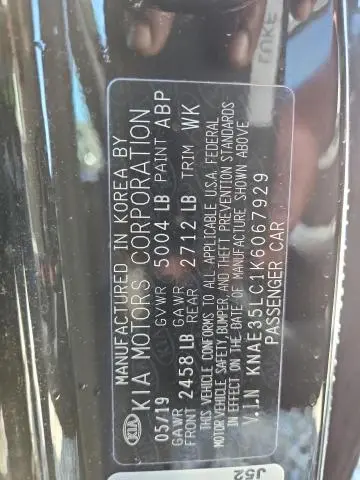 MANUFACTURED IN KOREA BY
KIA MOTORS CORPORATION
05/19 GVWR 5004 LB PAINT ABP
GAWR FRONT 2458 LB GAWR REAR 2712 LB TRIM WK
THIS VEHICLE CONFORMS TO ALL APPLICABLE U.S.A. FEDERAL
MOTOR VEHICLE SAFETY, BUMPER, AND THEFT PREVENTION STANDARDS
IN EFFECT ON THE DATE OF MANUFACTURE SHOWN ABOVE
V.I.N KNAE35LC1K6067929
PASSENGER CAR
KIA
J52